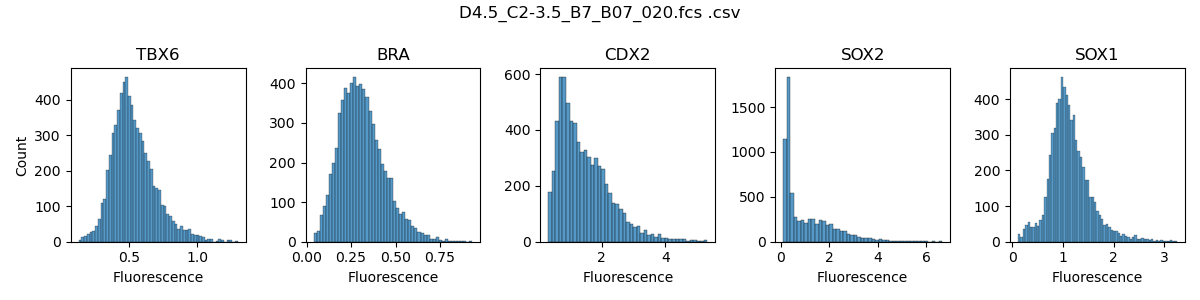 D4.5_C2-3.5_B7_B07_020.fcs .csv
TBX6 BRA CDX2 SOX2 SOX1
Count
400
300
200
100
0
0.5 1.0
Fluorescence
400
300
200
100
0
0.00 0.25 0.50 0.75
Fluorescence
600
400
200
0
2 4
Fluorescence
1500
1000
500
0
0 2 4 6
Fluorescence
400
300
200
100
0
0 1 2 3
Fluorescence